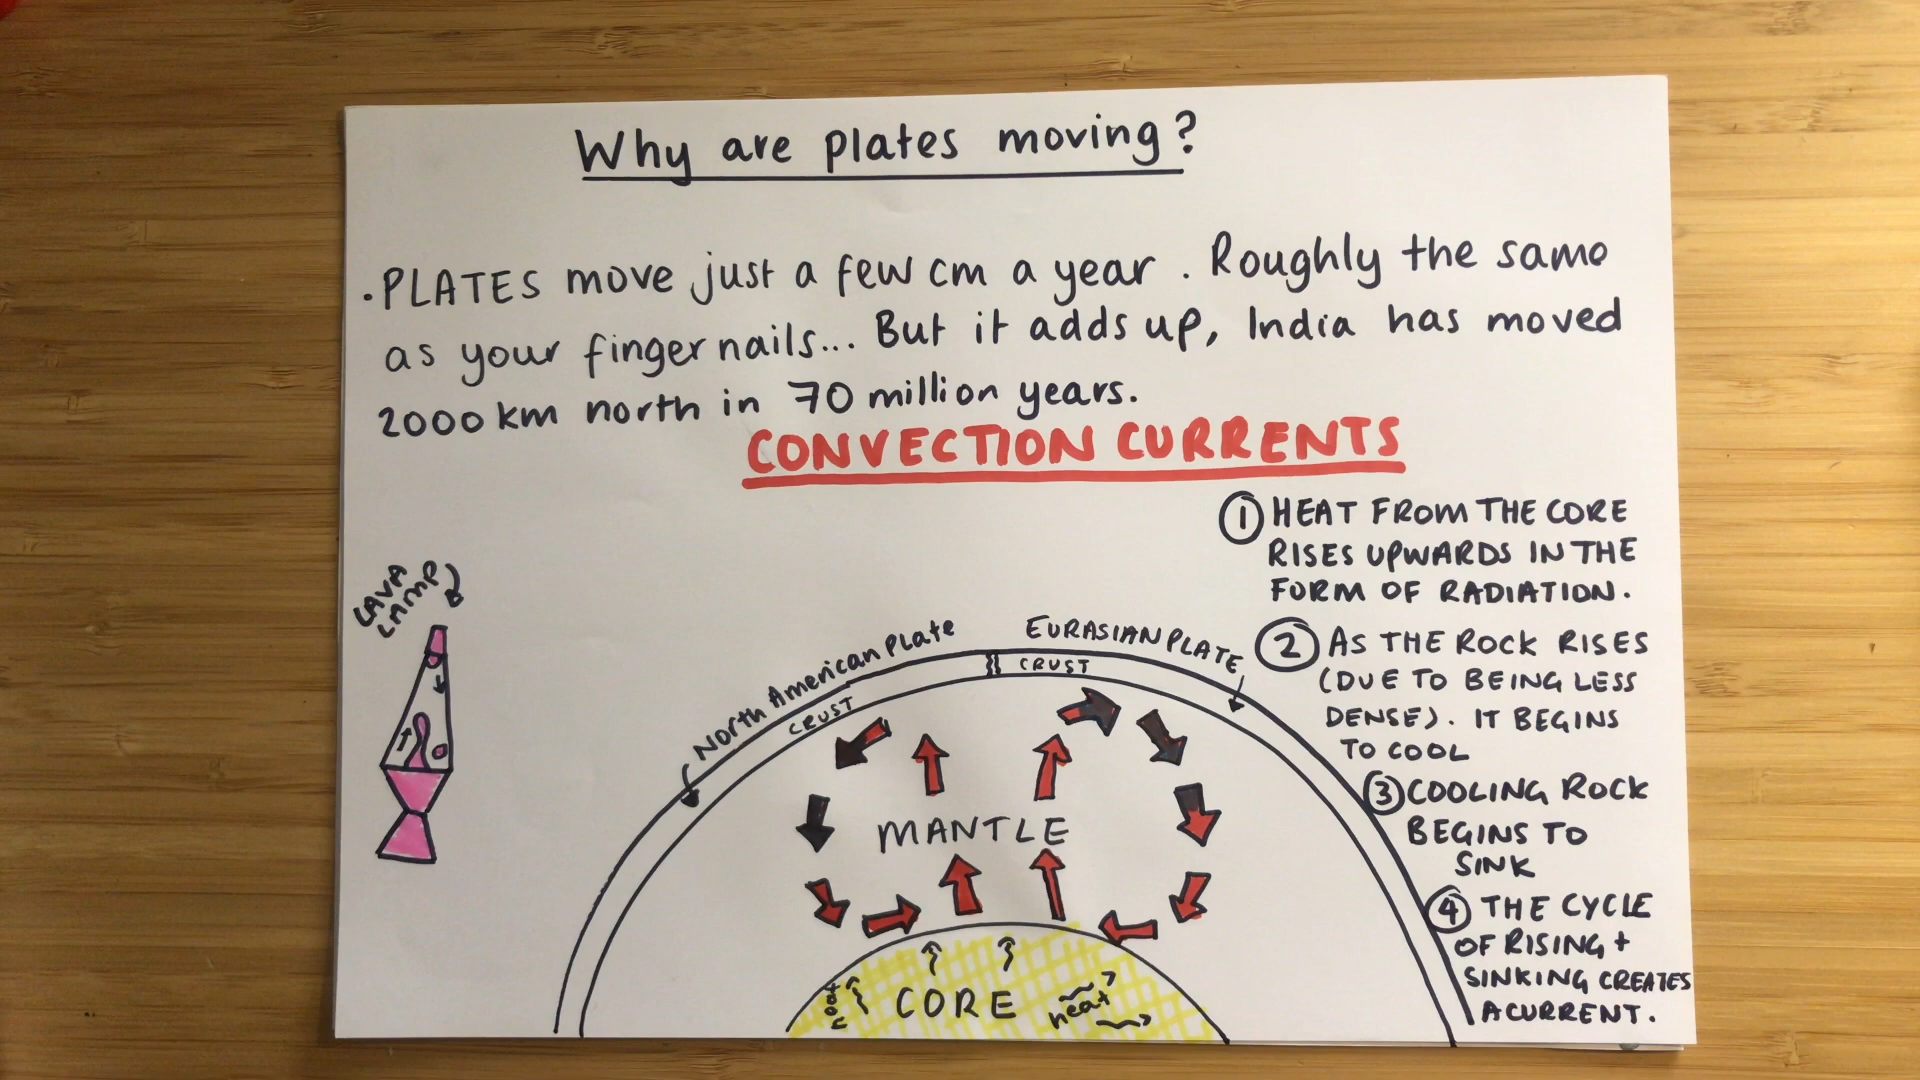 Why are plates moving?
. PLATES move just a few cm a year. Roughly the same
as your finger nails... But it adds up, India has moved
2000 km north in 70 million years.
CONVECTION CURRENTS
① HEAT FROM THE CORE
RISES UPWARDS IN THE
FORM OF RADIATION.
② AS THE ROCK RISES
(DUE TO BEING LESS
DENSE). IT BEGINS
TO COOL
③ COOLING ROCK
BEGINS TO
SINK
④ THE CYCLE
OF RISING +
SINKING CREATES
A CURRENT.
LAVA
LAMP
North American Plate
CRUST
EURASIAN PLATE
CRUST
MANTLE
CORE
heat
heat